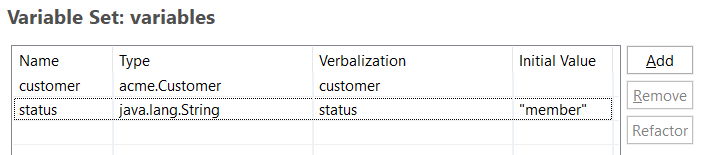 Variable Set: variables
Name Type Verbalization Initial Value
customer acme.Customer customer
status java.lang.String status "member"
Add
Remove
Refactor